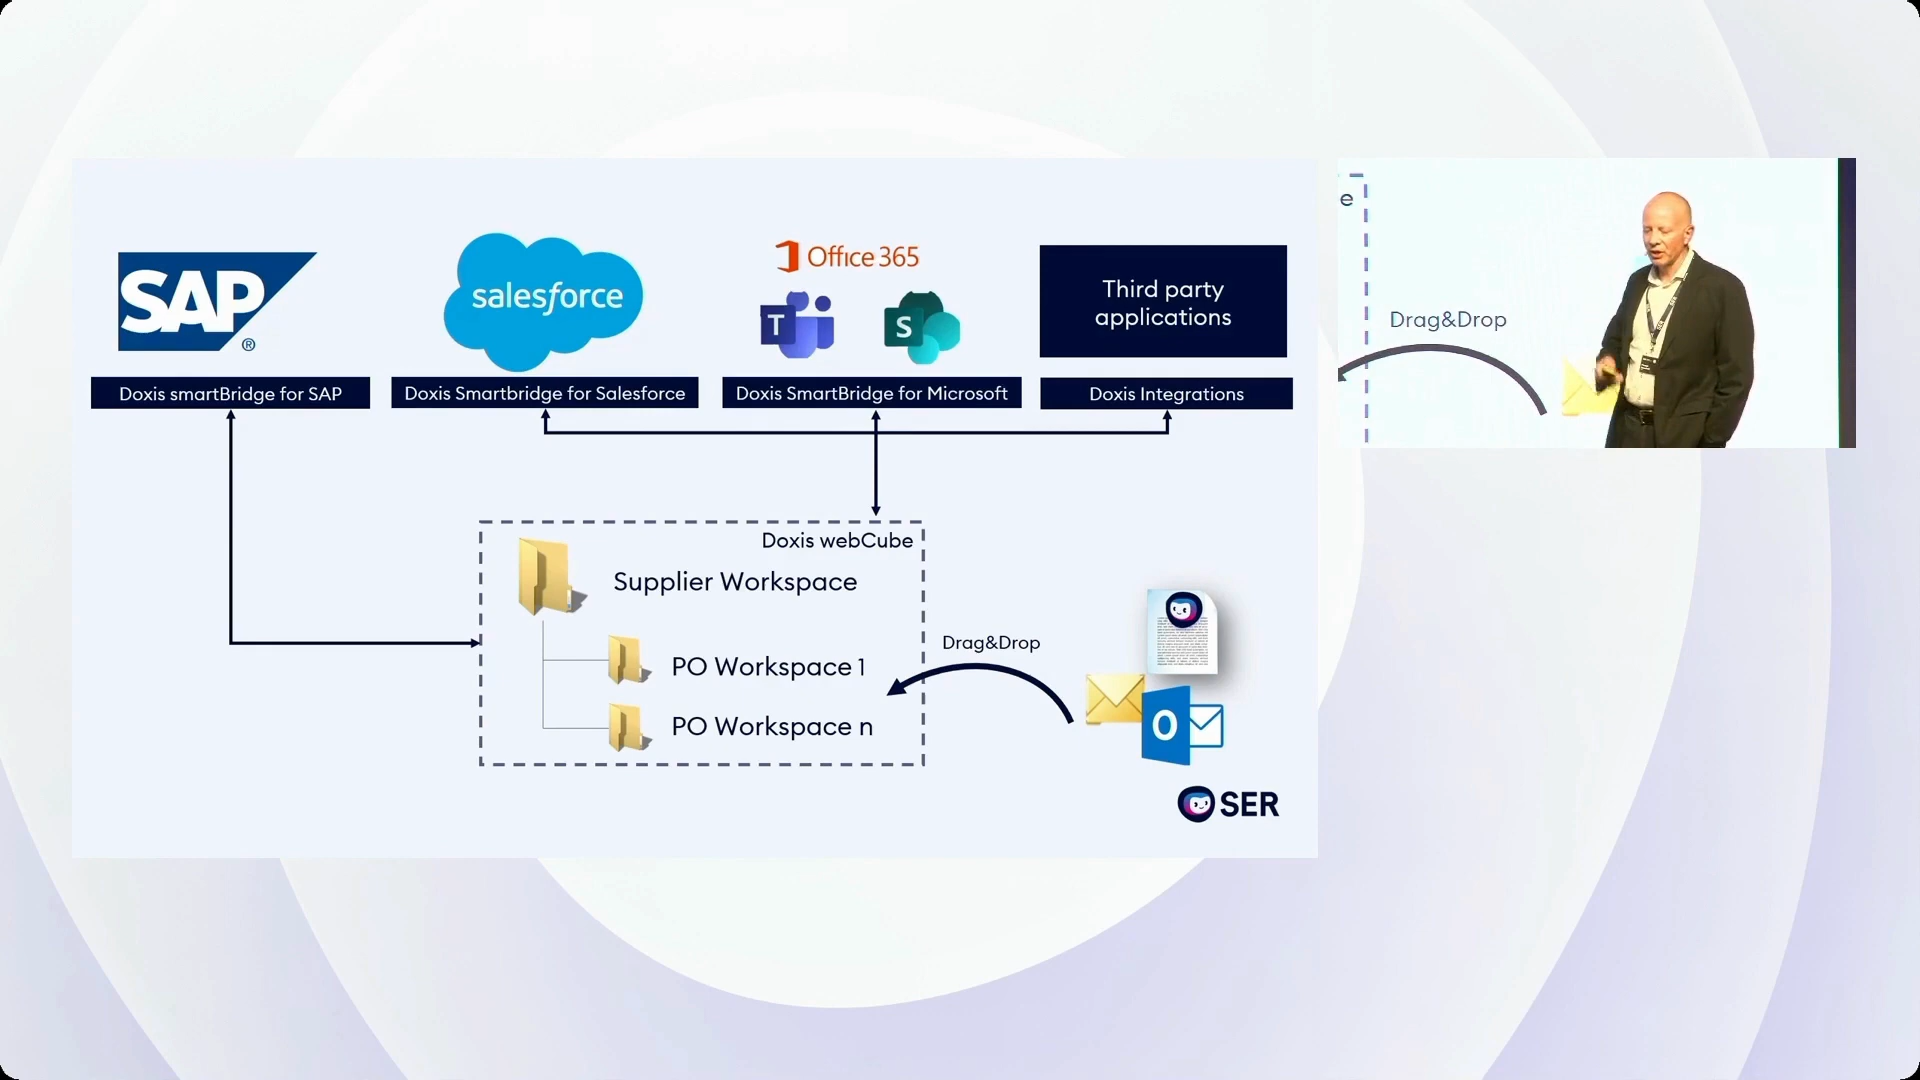 SAP
®
salesforce
Office 365
T
S
Third party
applications
Doxis smartBridge for SAP
Doxis Smartbridge for Salesforce
Doxis SmartBridge for Microsoft
Doxis Integrations
Doxis webCube
Supplier Workspace
PO Workspace 1
PO Workspace n
Drag&Drop
O
SER
e
Drag&Drop